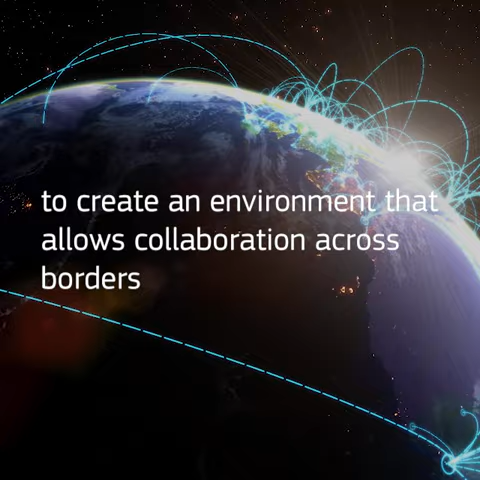 to create an environment that
allows collaboration across
borders